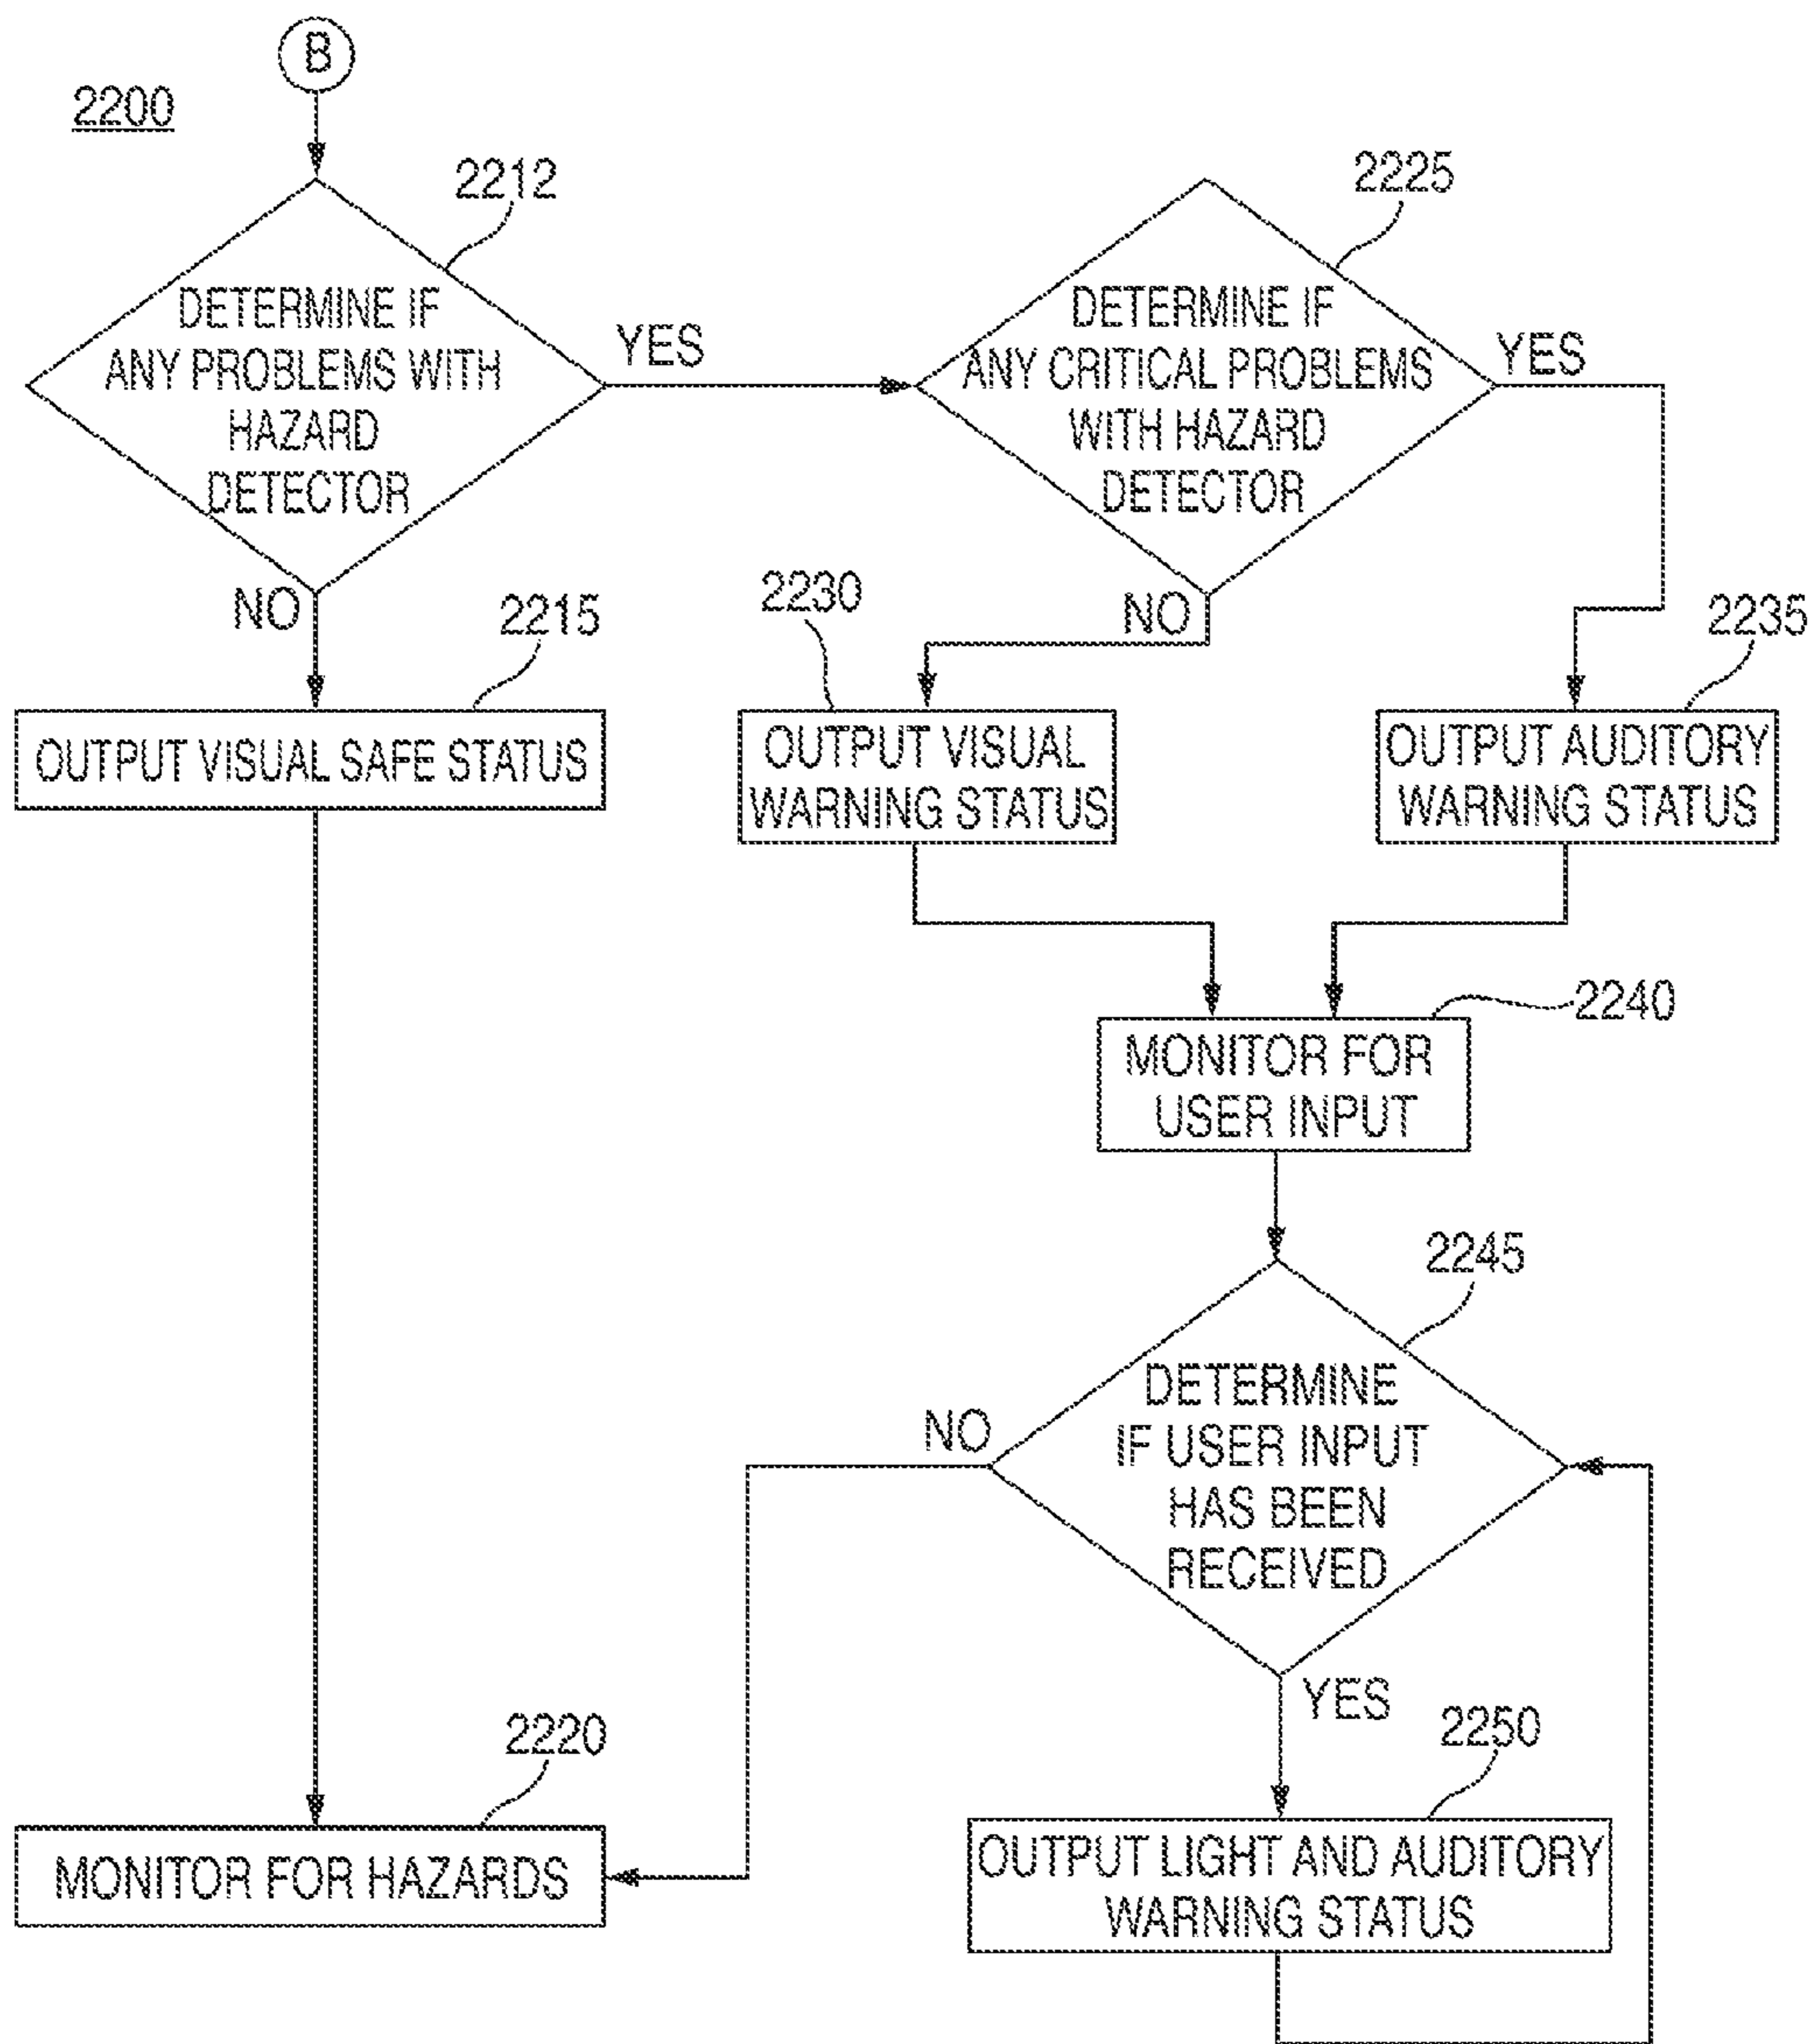 B
2200
2212
DETERMINE IF
ANY PROBLEMS WITH
HAZARD
DETECTOR
YES
NO
2225
DETERMINE IF
ANY CRITICAL PROBLEMS
WITH HAZARD
DETECTOR
YES
NO
2215
OUTPUT VISUAL SAFE STATUS
2230
OUTPUT VISUAL
WARNING STATUS
2235
OUTPUT AUDITORY
WARNING STATUS
2240
MONITOR FOR
USER INPUT
2245
DETERMINE
IF USER INPUT
HAS BEEN
RECEIVED
NO
YES
2220
MONITOR FOR HAZARDS
2250
OUTPUT LIGHT AND AUDITORY
WARNING STATUS